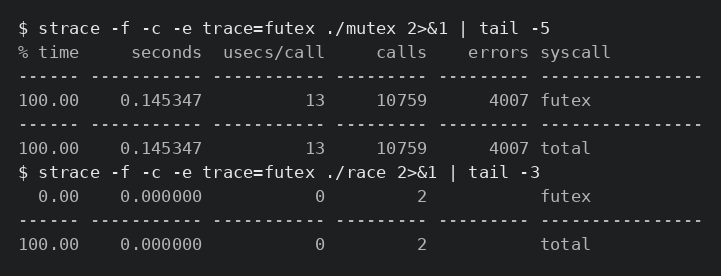 $ strace -f -c -e trace=futex ./mutex 2>&1 | tail -5
% time     seconds  usecs/call     calls    errors syscall
------ ----------- ----------- --------- --------- ----------------
100.00    0.145347          13     10759      4007 futex
------ ----------- ----------- --------- --------- ----------------
100.00    0.145347          13     10759      4007 total
$ strace -f -c -e trace=futex ./race 2>&1 | tail -3
  0.00    0.000000           0         2           futex
------ ----------- ----------- --------- --------- ----------------
100.00    0.000000           0         2           total